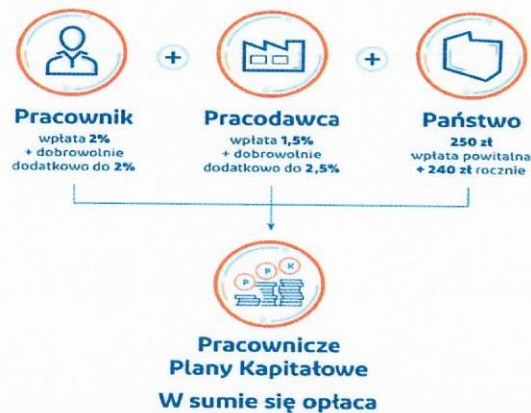 Pracownik
wpłata 2%
+ dobrowolnie
dodatkowo do 2%
+
Pracodawca
wpłata 1,5%
+ dobrowolnie
dodatkowo do 2,5%
+
Państwo
250 zł
wpłata powitalna
+ 240 zł rocznie
P P K
Pracownicze
Plany Kapitałowe
W sumie się opłaca